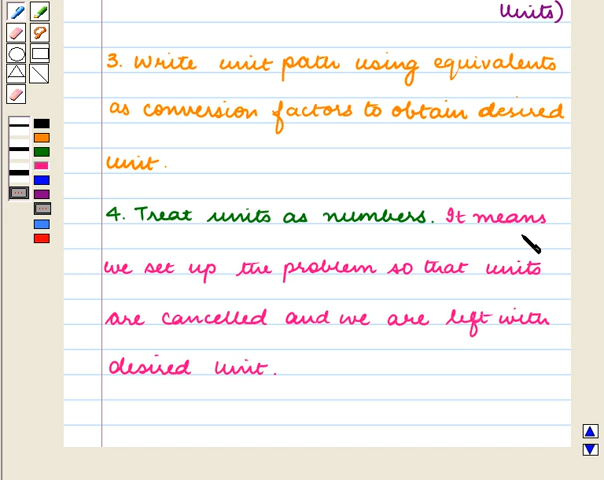 Units)
3. Write unit path using equivalents
as conversion factors to obtain desired
unit.
4. Treat units as numbers. It means
we set up the problem so that units
are cancelled and we are left with
desired unit.